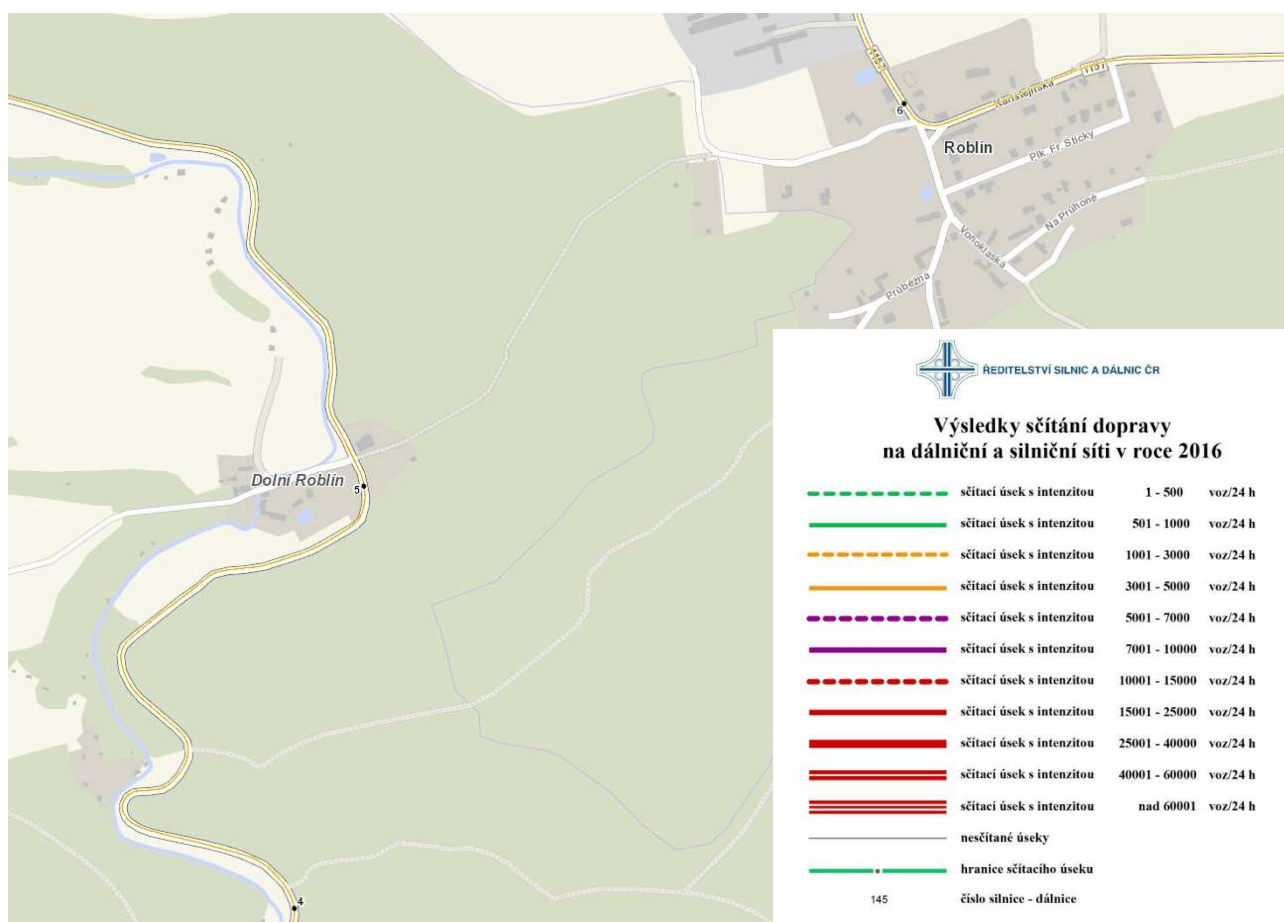 1157
6
Karlštejnská
1157
Roblín
Plk. Fr. Stičky
Na Průhoně
Vonoklaská
Průběžná
Dolní Roblín
5
4
ŘEDITELSTVÍ SILNIC A DÁLNIC ČR
Výsledky sčítání dopravy
na dálniční a silniční síti v roce 2016
sčítací úsek s intenzitou 1 - 500 voz/24 h
sčítací úsek s intenzitou 501 - 1000 voz/24 h
sčítací úsek s intenzitou 1001 - 3000 voz/24 h
sčítací úsek s intenzitou 3001 - 5000 voz/24 h
sčítací úsek s intenzitou 5001 - 7000 voz/24 h
sčítací úsek s intenzitou 7001 - 10000 voz/24 h
sčítací úsek s intenzitou 10001 - 15000 voz/24 h
sčítací úsek s intenzitou 15001 - 25000 voz/24 h
sčítací úsek s intenzitou 25001 - 40000 voz/24 h
sčítací úsek s intenzitou 40001 - 60000 voz/24 h
sčítací úsek s intenzitou nad 60001 voz/24 h
nesčítané úseky
hranice sčítacího úseku
145 číslo silnice - dálnice